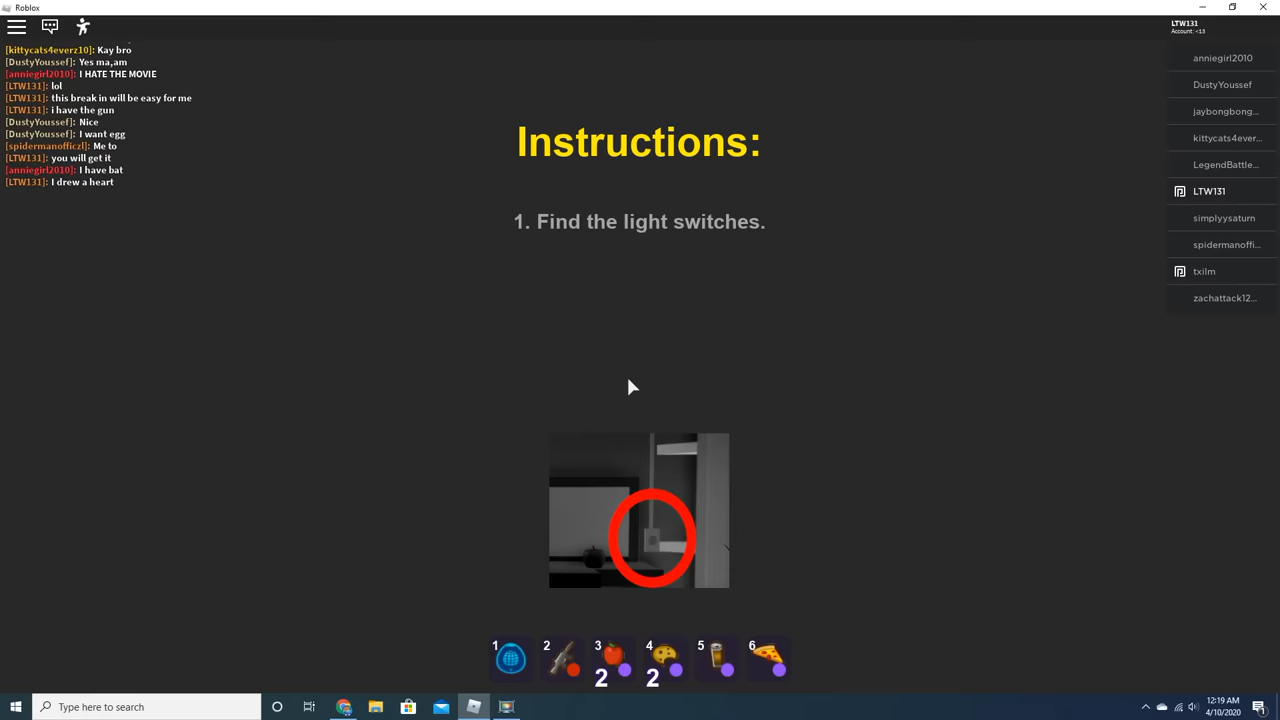 Roblox
LTW131
Account: <13
[kittycats4everz10]: Kay bro
[DustyYoussef]: Yes ma,am
[anniegirl2010]: I HATE THE MOVIE
[LTW131]: lol
[LTW131]: this break in will be easy for me
[LTW131]: i have the gun
[DustyYoussef]: Nice
[DustyYoussef]: I want egg
[spidermanofficzl]: Me to
[LTW131]: you will get it
[anniegirl2010]: I have bat
[LTW131]: I drew a heart
Instructions:
1. Find the light switches.
anniegirl2010
DustyYoussef
jaybongbong...
kittycats4ever...
LegendBattle...
LTW131
simplyysaturn
spidermanoffi...
txilm
zachattack12...
1 2 3 4 5 6
2 2
Type here to search
12:19 AM
4/10/2020
1